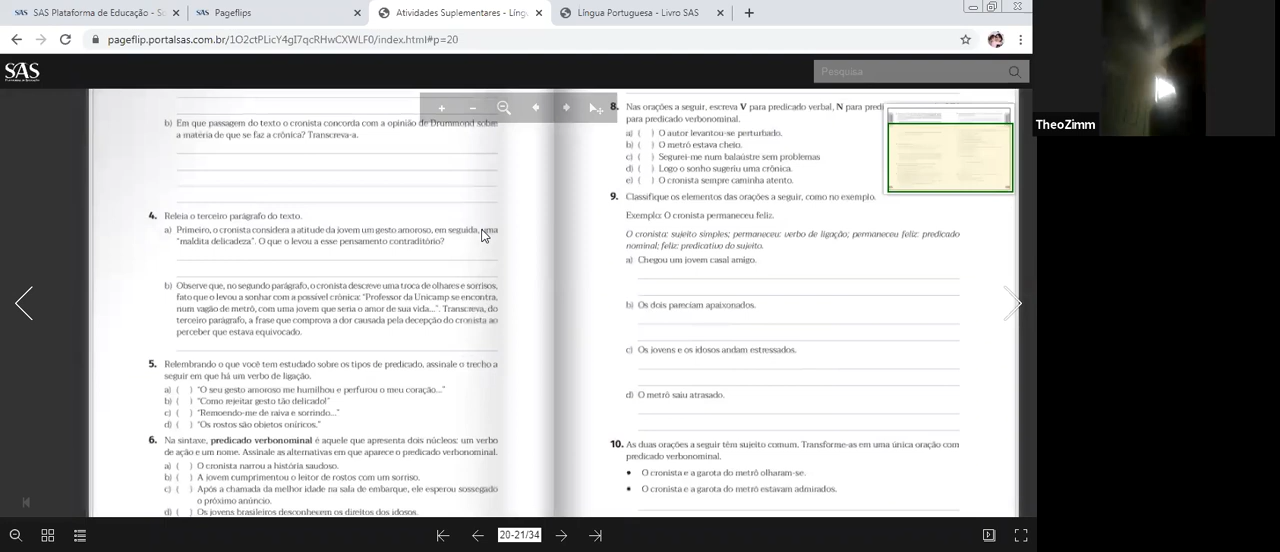 SAS Plataforma de Educação - Si
Pageflips
Atividades Suplementares - Língu
Língua Portuguesa - Livro SAS
pageflip.portalsas.com.br/1O2ctPLicY4gI7qcRHwCXWLF0/index.html#p=20
SAS
Pesquisa
TheoZimm
b) Em que passagem do texto o cronista concorda com a opinião de Drummond sobre
a matéria de que se faz a crônica? Transcreva-a.
4. Releia o terceiro parágrafo do texto.
a) Primeiro, o cronista considera a atitude da jovem um gesto amoroso, em seguida, uma
"maldita delicadeza". O que o levou a esse pensamento contraditório?
b) Observe que, no segundo parágrafo, o cronista descreve uma troca de olhares e sorrisos,
fato que o levou a sonhar com a possível crônica: "Professor da Unicamp se encontra,
num vagão de metrô, com uma jovem que seria o amor de sua vida...". Transcreva, do
terceiro parágrafo, a frase que comprova a dor causada pela decepção do cronista ao
perceber que estava equivocado.
5. Relembrando o que você tem estudado sobre os tipos de predicado, assinale o trecho a
seguir em que há um verbo de ligação.
a) ( ) "O seu gesto amoroso me humilhou e perfurou o meu coração..."
b) ( ) "Como rejeitar gesto tão delicado!"
c) ( ) "Remoendo-me de raiva e sorrindo..."
d) ( ) "Os rostos são objetos oníricos."
6. Na sintaxe, predicado verbonominal é aquele que apresenta dois núcleos: um verbo
de ação e um nome. Assinale as alternativas em que aparece o predicado verbonominal.
a) ( ) O cronista narrou a história saudoso.
b) ( ) A jovem cumprimentou o leitor de rostos com um sorriso.
c) ( ) Após a chamada da melhor idade na sala de embarque, ele esperou sossegado
o próximo anúncio.
d) ( ) Os jovens brasileiros desconhecem os direitos dos idosos.
8. Nas orações a seguir, escreva V para predicado verbal, N para pred
para predicado verbonominal.
a) ( ) O autor levantou-se perturbado.
b) ( ) O metrô estava cheio.
c) ( ) Segurei-me num balaústre sem problemas
d) ( ) Logo o sonho sugeriu uma crônica.
e) ( ) O cronista sempre caminha atento.
9. Classifique os elementos das orações a seguir, como no exemplo.
Exemplo: O cronista permaneceu feliz.
O cronista: sujeito simples; permaneceu: verbo de ligação; permaneceu feliz: predicado
nominal; feliz: predicativo do sujeito.
a) Chegou um jovem casal amigo.
b) Os dois pareciam apaixonados.
c) Os jovens e os idosos andam estressados.
d) O metrô saiu atrasado.
10. As duas orações a seguir têm sujeito comum. Transforme-as em uma única oração com
predicado verbonominal.
• O cronista e a garota do metrô olharam-se.
• O cronista e a garota do metrô estavam admirados.
20-21/34